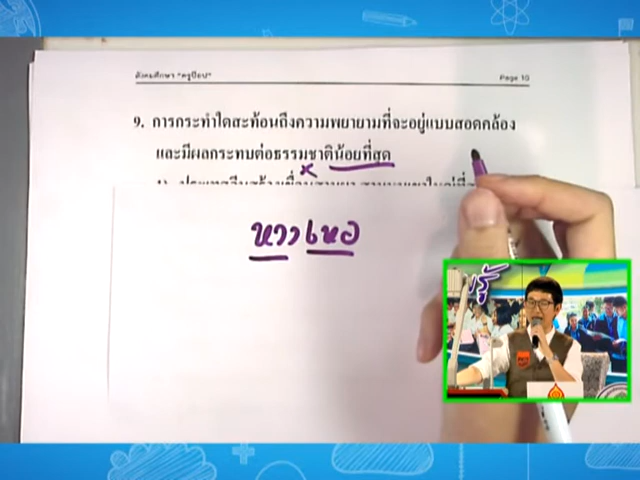 สังคมศึกษา "ครูป๊อป"
Page 10
9. การกระทำใดสะท้อนถึงความพยายามที่จะอยู่แบบสอดคล้อง
และมีผลกระทบต่อธรรมชาติน้อยที่สุด
หวงเหอ
รู้